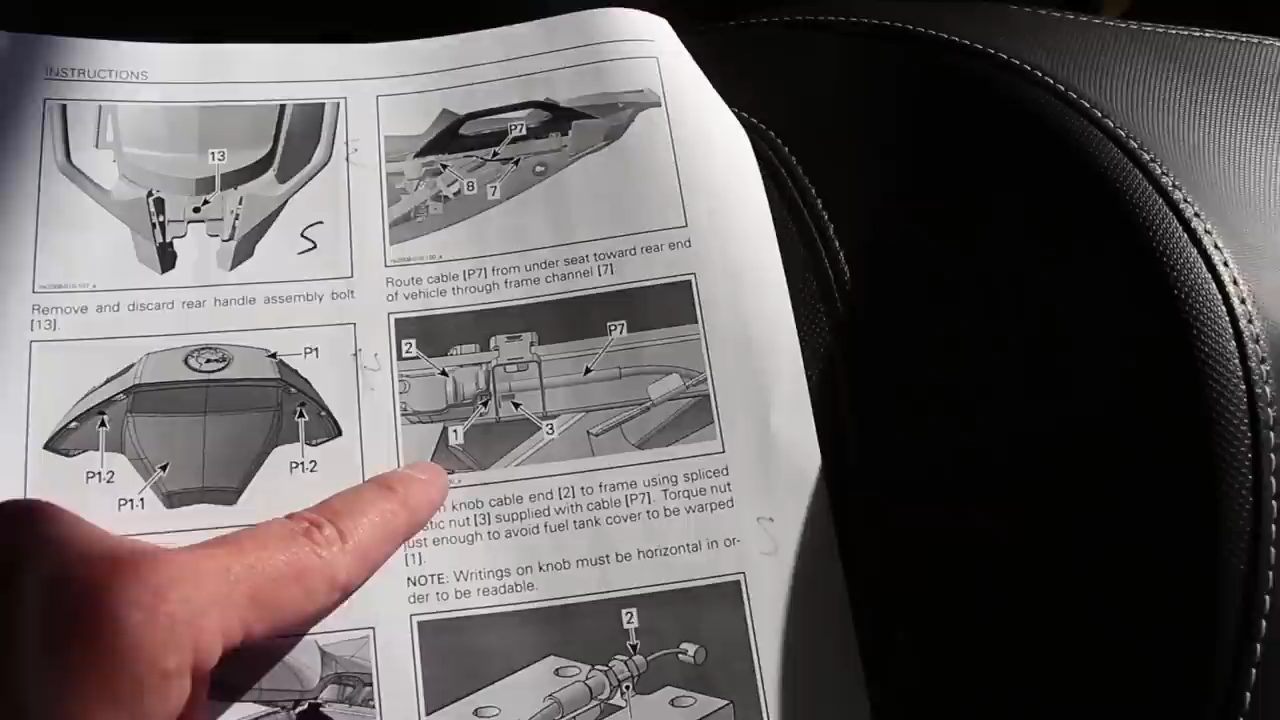 INSTRUCTIONS
13
S
Remove and discard rear handle assembly bolt
[13].
P1
P1-2
P1-2
P1-1
P7
8
7
Route cable [P7] from under seat toward rear end
of vehicle through frame channel [7].
2
P7
1
3
knob cable end [2] to frame using spliced
nut [3] supplied with cable [P7]. Torque nut
just enough to avoid fuel tank cover to be warped
[1].
NOTE: Writings on knob must be horizontal in or-
der to be readable.
2